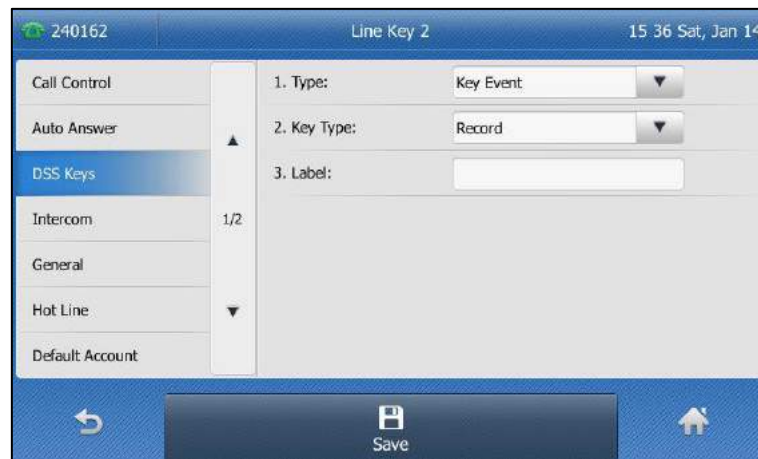 240162 Line Key 2 15 36 Sat, Jan 14
Call Control
Auto Answer
DSS Keys
Intercom
General
Hot Line
Default Account
1/2
1. Type: Key Event
2. Key Type: Record
3. Label:
Save